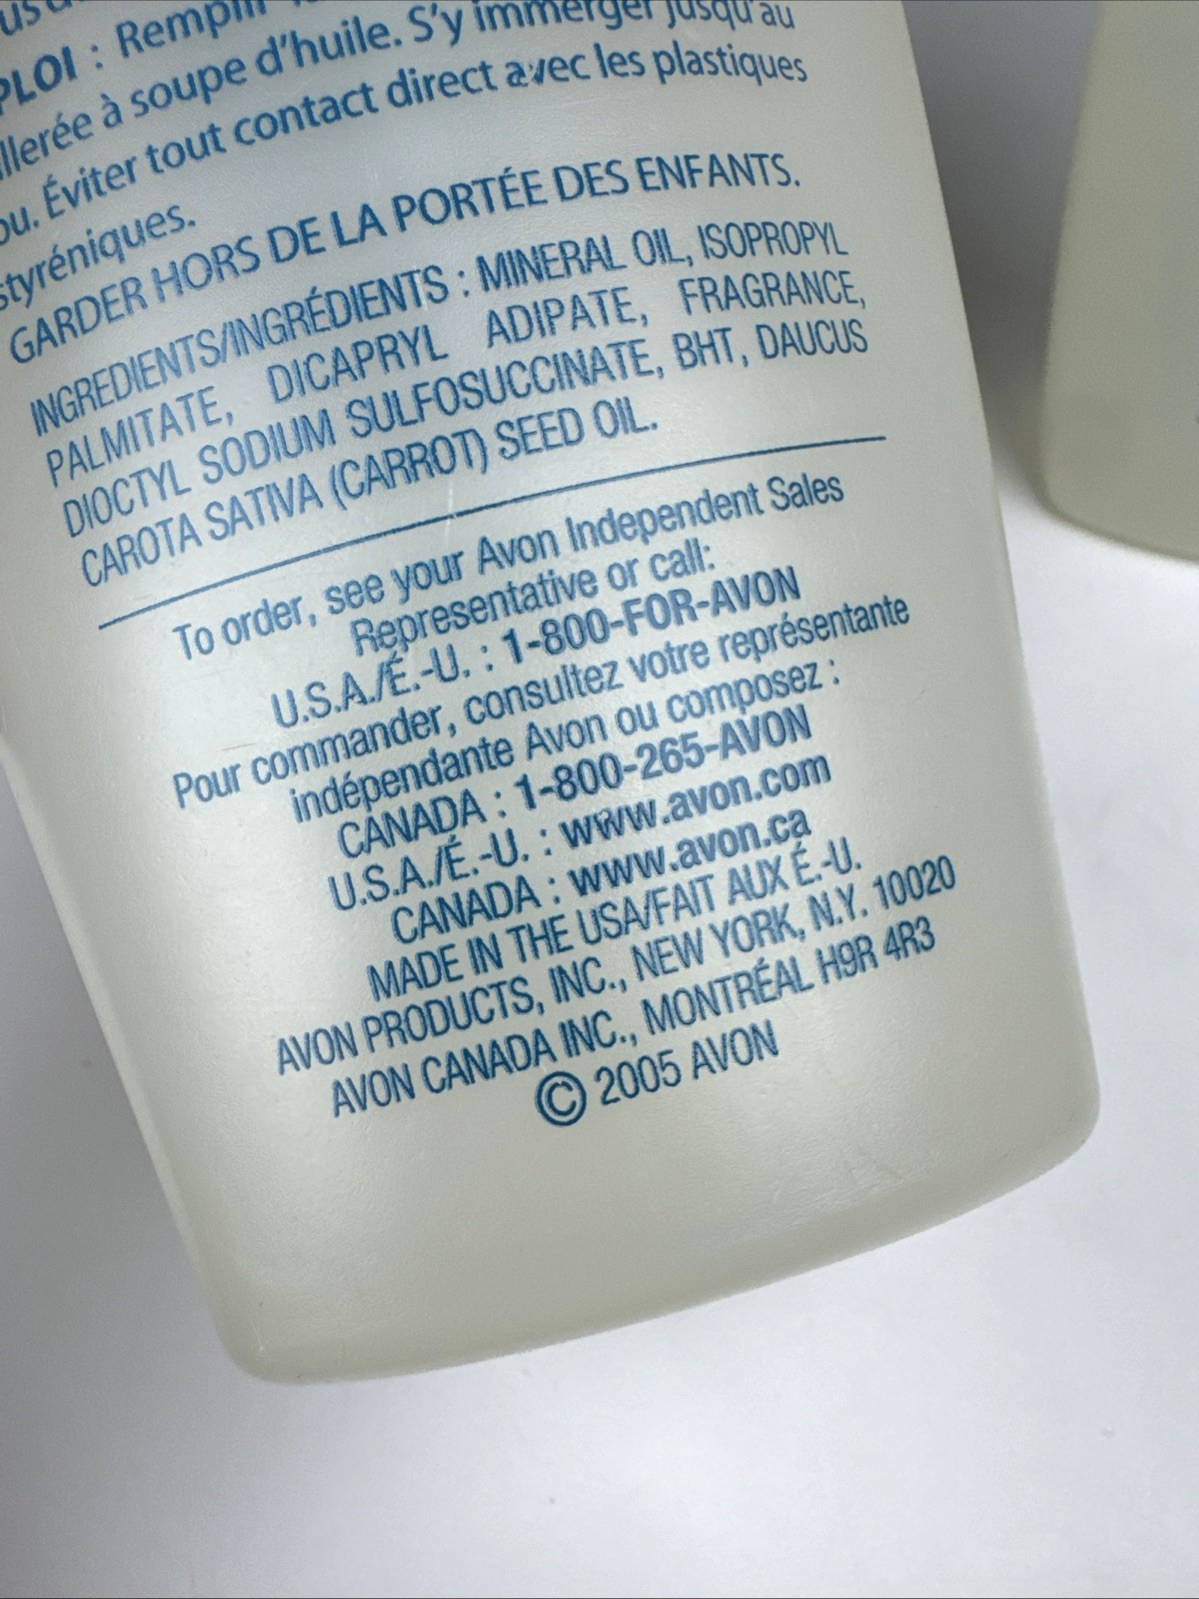 PLOI : Remplir
llerée à soupe d'huile. S'y immerger jusqu'au
ou. Éviter tout contact direct avec les plastiques
styréniques.
GARDER HORS DE LA PORTÉE DES ENFANTS.
INGREDIENTS/INGRÉDIENTS : MINERAL OIL, ISOPROPYL
PALMITATE, DICAPRYL ADIPATE, FRAGRANCE,
DIOCTYL SODIUM SULFOSUCCINATE, BHT, DAUCUS
CAROTA SATIVA (CARROT) SEED OIL.
To order, see your Avon Independent Sales
Representative or call:
U.S.A./É.-U. : 1-800-FOR-AVON
Pour commander, consultez votre représentante
indépendante Avon ou composez :
CANADA : 1-800-265-AVON
U.S.A./É.-U. : www.avon.com
CANADA : www.avon.ca
MADE IN THE USA/FAIT AUX É.-U.
AVON PRODUCTS, INC., NEW YORK, N.Y. 10020
AVON CANADA INC., MONTRÉAL H9R 4R3
© 2005 AVON